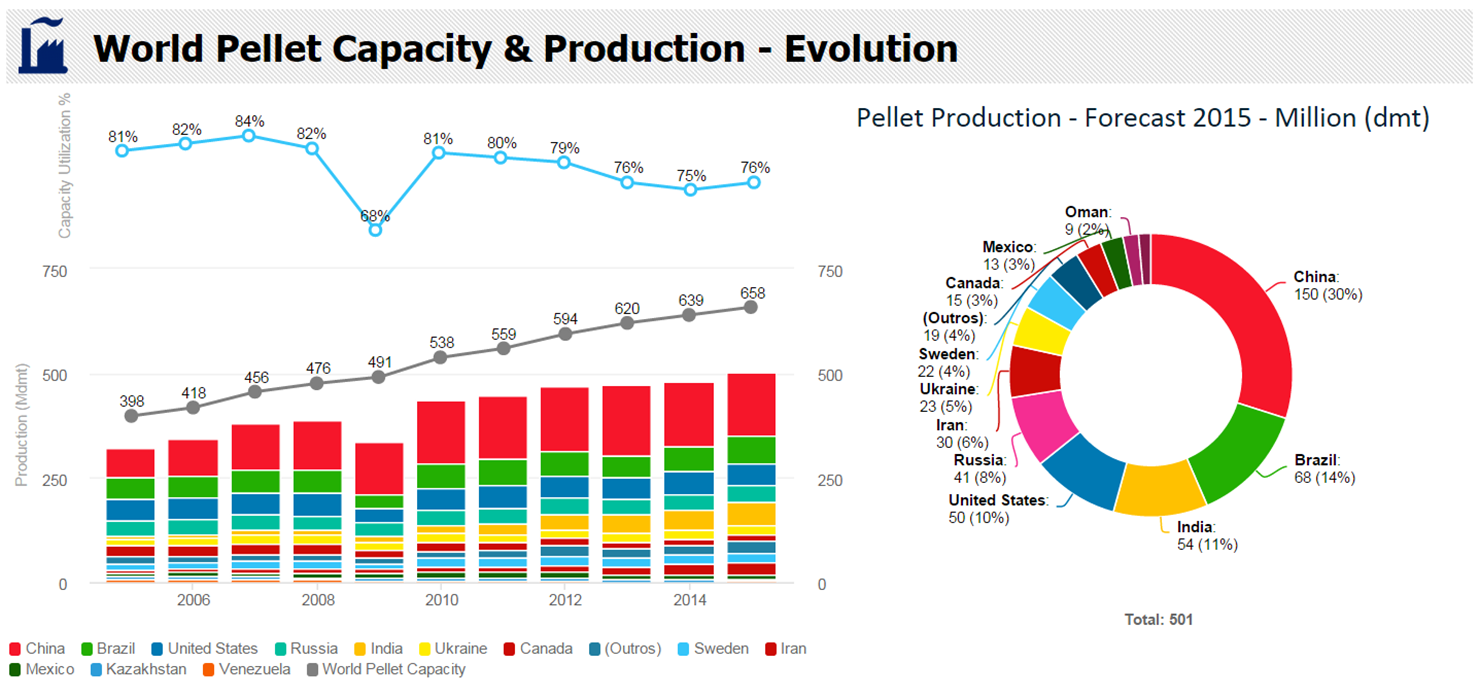 World Pellet Capacity & Production - Evolution
Capacity Utilization %
81%
82%
84%
82%
68%
81%
80%
79%
76%
75%
76%
Production (Mdmt)
750
500
250
0
750
500
250
0
398
418
456
476
491
538
559
594
620
639
658
2006
2008
2010
2012
2014
China
Brazil
United States
Russia
India
Ukraine
Canada
(Outros)
Sweden
Iran
Mexico
Kazakhstan
Venezuela
World Pellet Capacity
Pellet Production - Forecast 2015 - Million (dmt)
Oman:
9 (2%)
Mexico:
13 (3%)
Canada:
15 (3%)
(Outros):
19 (4%)
Sweden:
22 (4%)
Ukraine:
23 (5%)
Iran:
30 (6%)
Russia:
41 (8%)
United States:
50 (10%)
India:
54 (11%)
Brazil:
68 (14%)
China:
150 (30%)
Total: 501